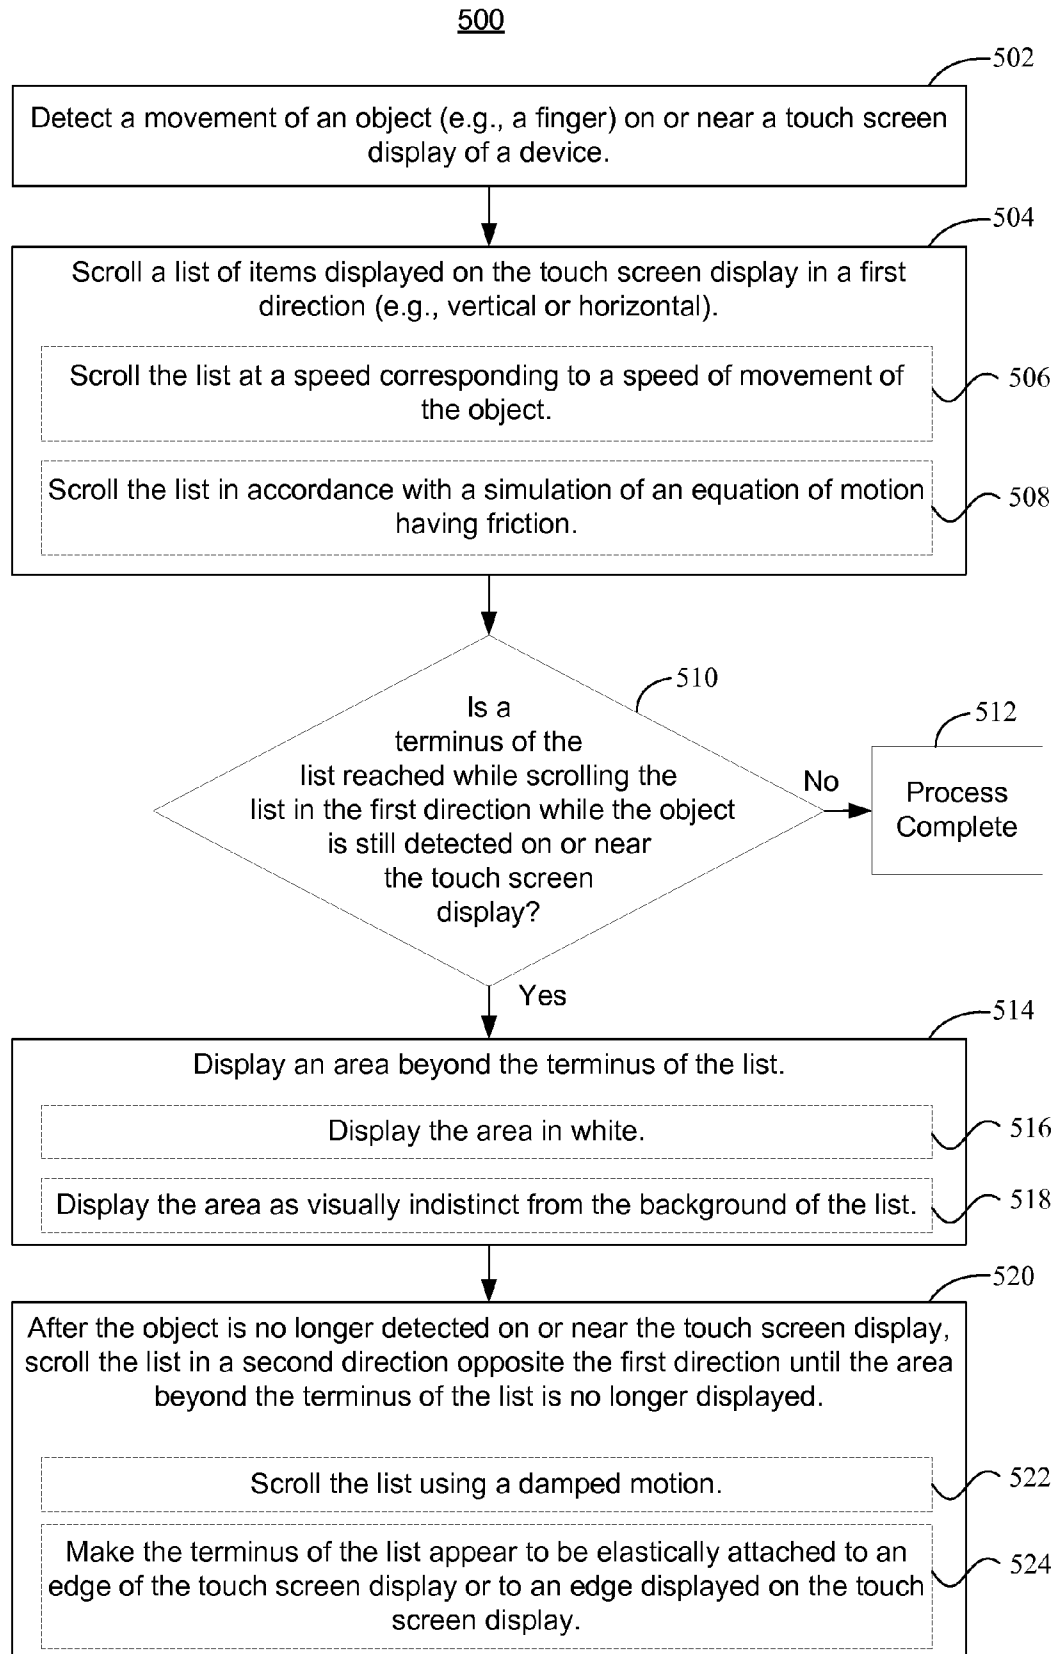 500
502
Detect a movement of an object (e.g., a finger) on or near a touch screen
display of a device.
504
Scroll a list of items displayed on the touch screen display in a first
direction (e.g., vertical or horizontal).
Scroll the list at a speed corresponding to a speed of movement of
the object.
506
Scroll the list in accordance with a simulation of an equation of motion
having friction.
508
510
Is a
terminus of the
list reached while scrolling the
list in the first direction while the object
is still detected on or near
the touch screen
display?
No
512
Process
Complete
Yes
514
Display an area beyond the terminus of the list.
Display the area in white.
516
Display the area as visually indistinct from the background of the list.
518
520
After the object is no longer detected on or near the touch screen display,
scroll the list in a second direction opposite the first direction until the area
beyond the terminus of the list is no longer displayed.
Scroll the list using a damped motion.
522
Make the terminus of the list appear to be elastically attached to an
edge of the touch screen display or to an edge displayed on the touch
screen display.
524